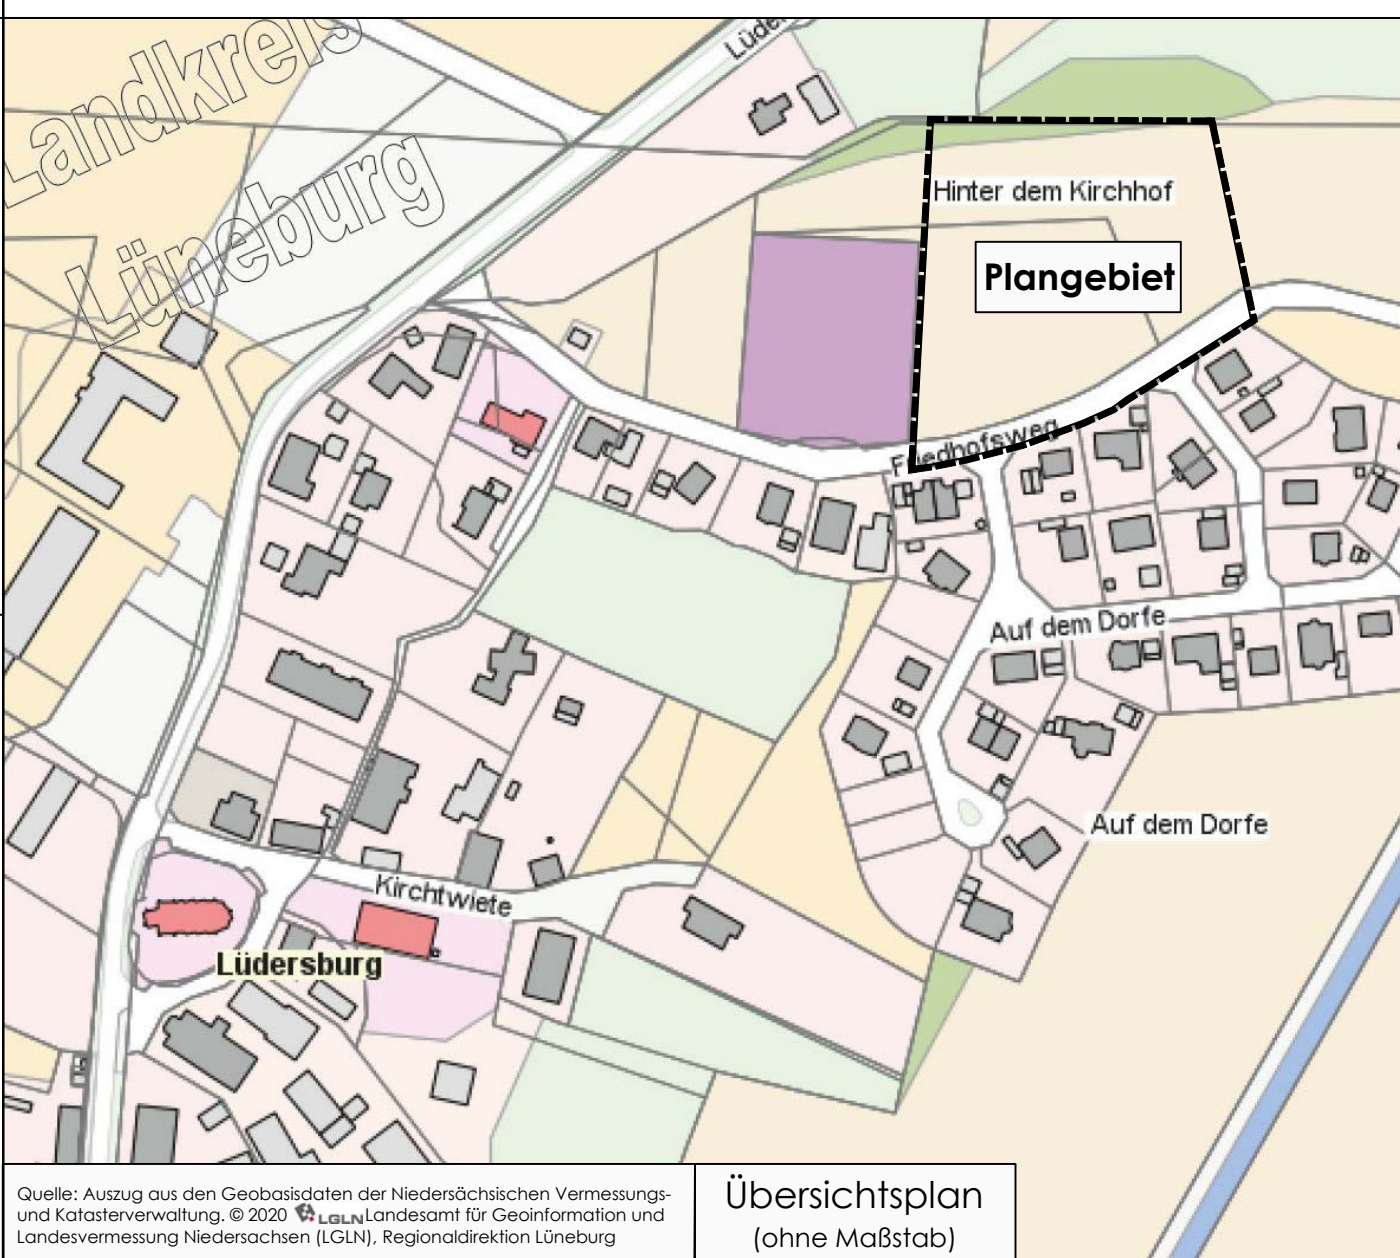 Landkreis
Lüneburg
Lüder
Hinter dem Kirchhof
Plangebiet
Friedhofsweg
Auf dem Dorfe
Auf dem Dorfe
Kirchtwiete
Lüdersburg
Quelle: Auszug aus den Geobasisdaten der Niedersächsischen Vermessungs-
und Katasterverwaltung. © 2020 LGLN Landesamt für Geoinformation und
Landesvermessung Niedersachsen (LGLN), Regionaldirektion Lüneburg
Übersichtsplan
(ohne Maßstab)